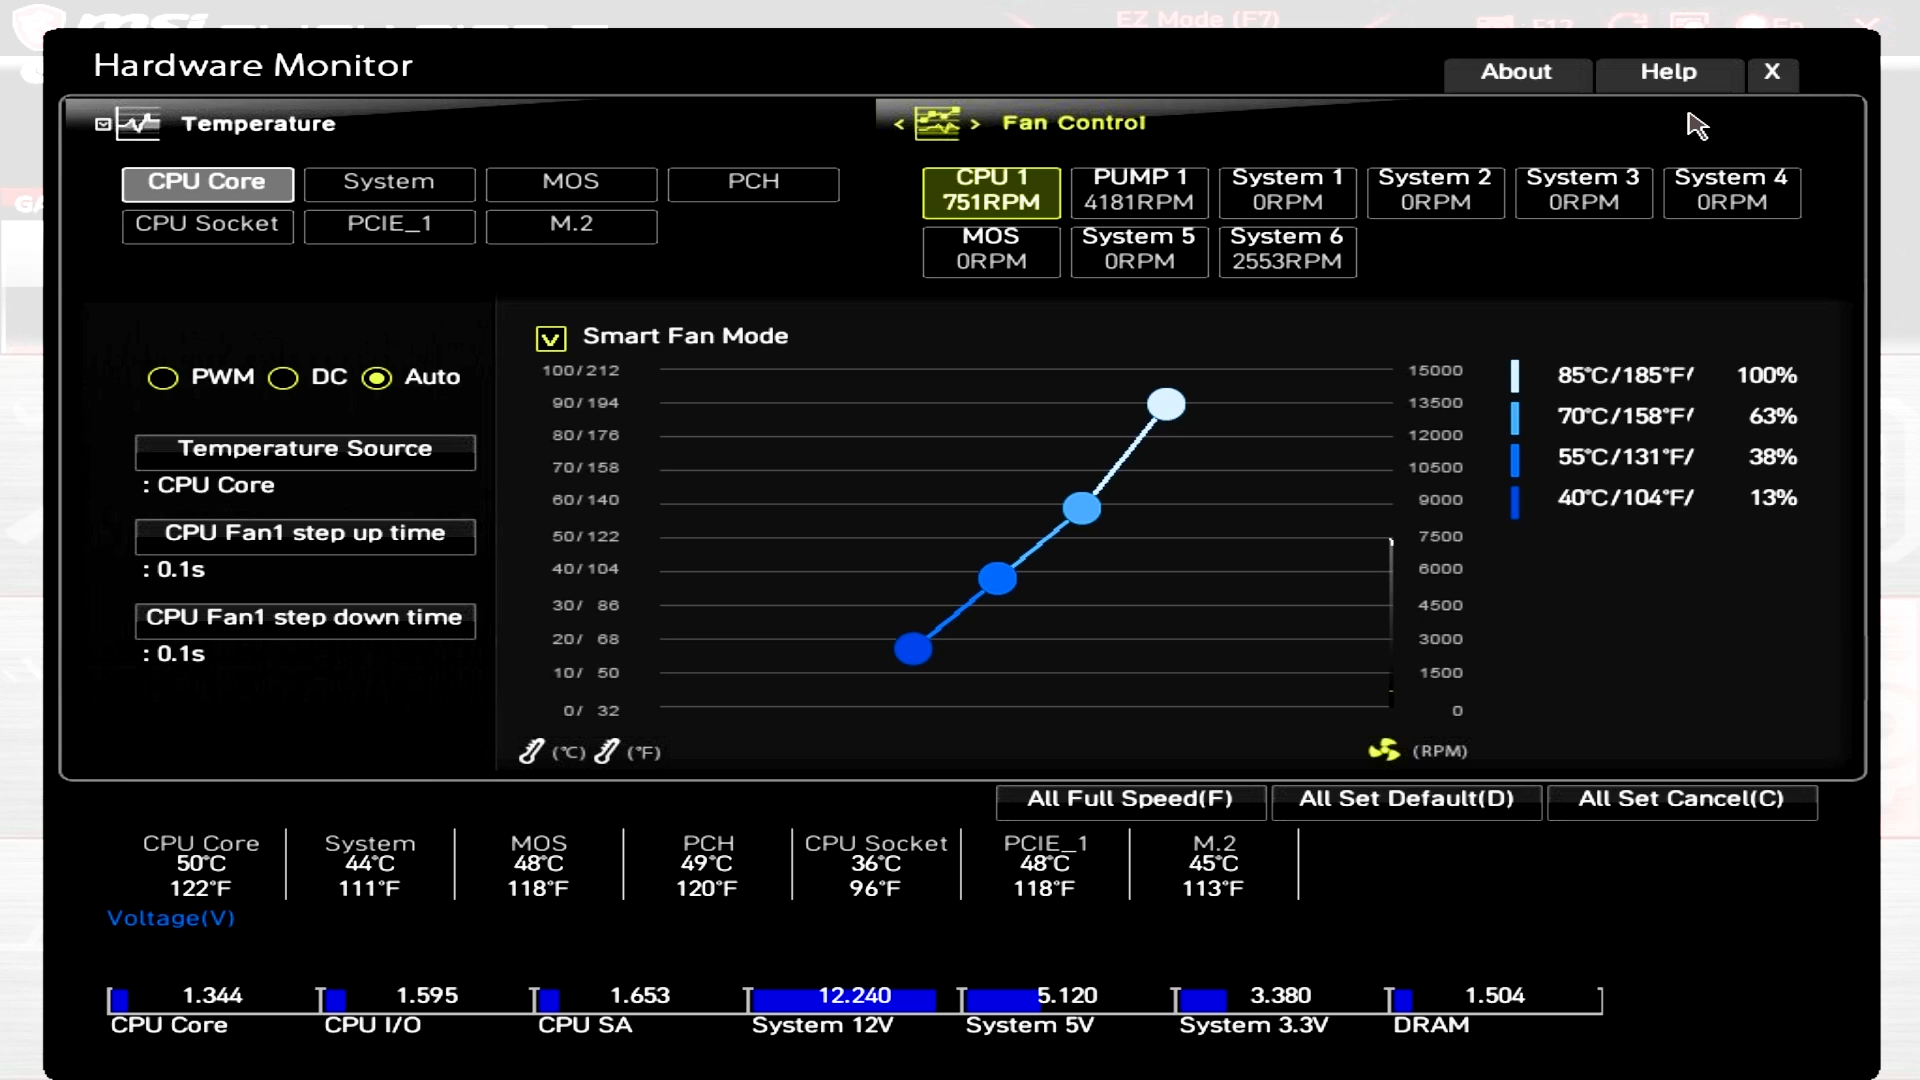 EZ Mode (F7)
F12
En
Hardware Monitor
About
Help
X
Temperature
< > Fan Control
CPU Core
System
MOS
PCH
CPU Socket
PCIE_1
M.2
CPU 1
751RPM
PUMP 1
4181RPM
System 1
0RPM
System 2
0RPM
System 3
0RPM
System 4
0RPM
MOS
0RPM
System 5
0RPM
System 6
2553RPM
PWM
DC
Auto
Temperature Source
: CPU Core
CPU Fan1 step up time
: 0.1s
CPU Fan1 step down time
: 0.1s
Smart Fan Mode
100/212 15000
90/194 13500
80/176 12000
70/158 10500
60/140 9000
50/122 7500
40/104 6000
30/ 86 4500
20/ 68 3000
10/ 50 1500
0/ 32 0
(°C) (°F) (RPM)
85°C/185°F/ 100%
70°C/158°F/ 63%
55°C/131°F/ 38%
40°C/104°F/ 13%
All Full Speed(F)
All Set Default(D)
All Set Cancel(C)
CPU Core
50°C
122°F
System
44°C
111°F
MOS
48°C
118°F
PCH
49°C
120°F
CPU Socket
36°C
96°F
PCIE_1
48°C
118°F
M.2
45°C
113°F
Voltage(V)
1.344
CPU Core
1.595
CPU I/O
1.653
CPU SA
12.240
System 12V
5.120
System 5V
3.380
System 3.3V
1.504
DRAM